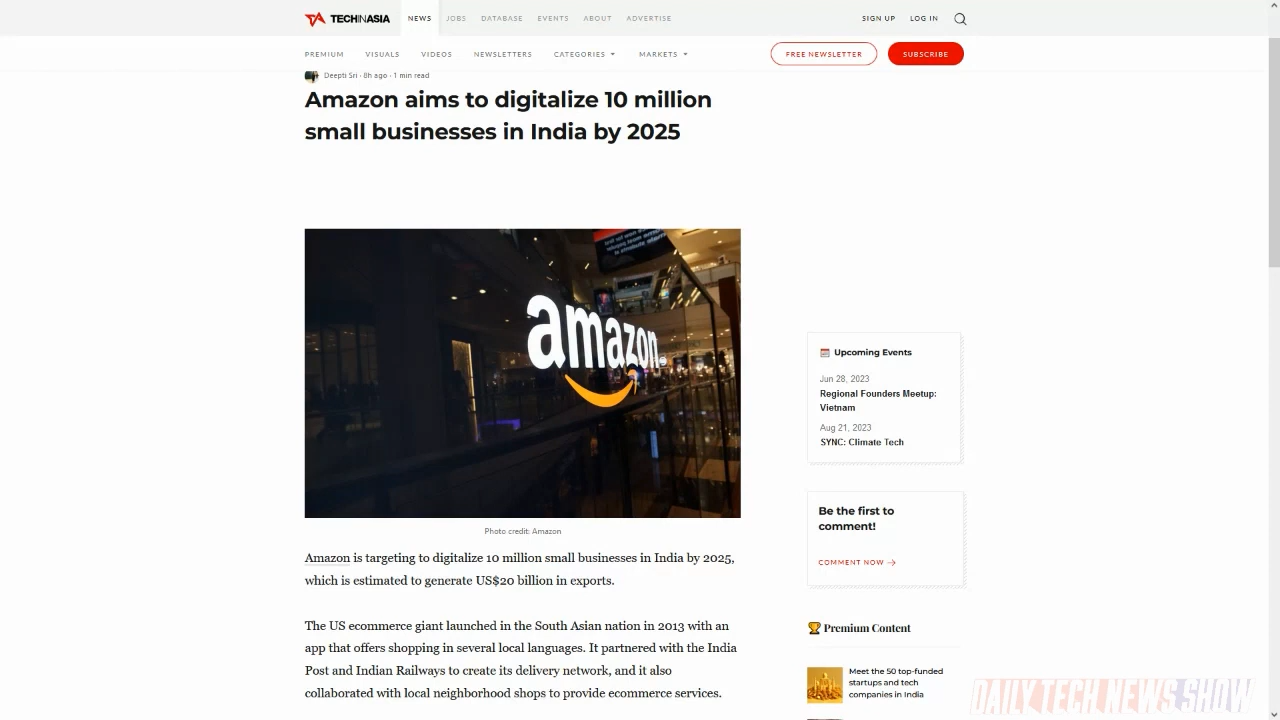 TECHINASIA
NEWS
JOBS
DATABASE
EVENTS
ABOUT
ADVERTISE
SIGN UP
LOG IN
PREMIUM
VISUALS
VIDEOS
NEWSLETTERS
CATEGORIES
MARKETS
FREE NEWSLETTER
SUBSCRIBE
Deepti Sri · 8h ago · 1 min read
Amazon aims to digitalize 10 million
small businesses in India by 2025
amazon
Photo credit: Amazon
Amazon is targeting to digitalize 10 million small businesses in India by 2025,
which is estimated to generate US$20 billion in exports.
The US ecommerce giant launched in the South Asian nation in 2013 with an
app that offers shopping in several local languages. It partnered with the India
Post and Indian Railways to create its delivery network, and it also
collaborated with local neighborhood shops to provide ecommerce services.
Upcoming Events
Jun 28, 2023
Regional Founders Meetup:
Vietnam
Aug 21, 2023
SYNC: Climate Tech
Be the first to
comment!
COMMENT NOW
Premium Content
Meet the 50 top-funded
startups and tech
companies in India
DAILY TECH NEWS SHOW